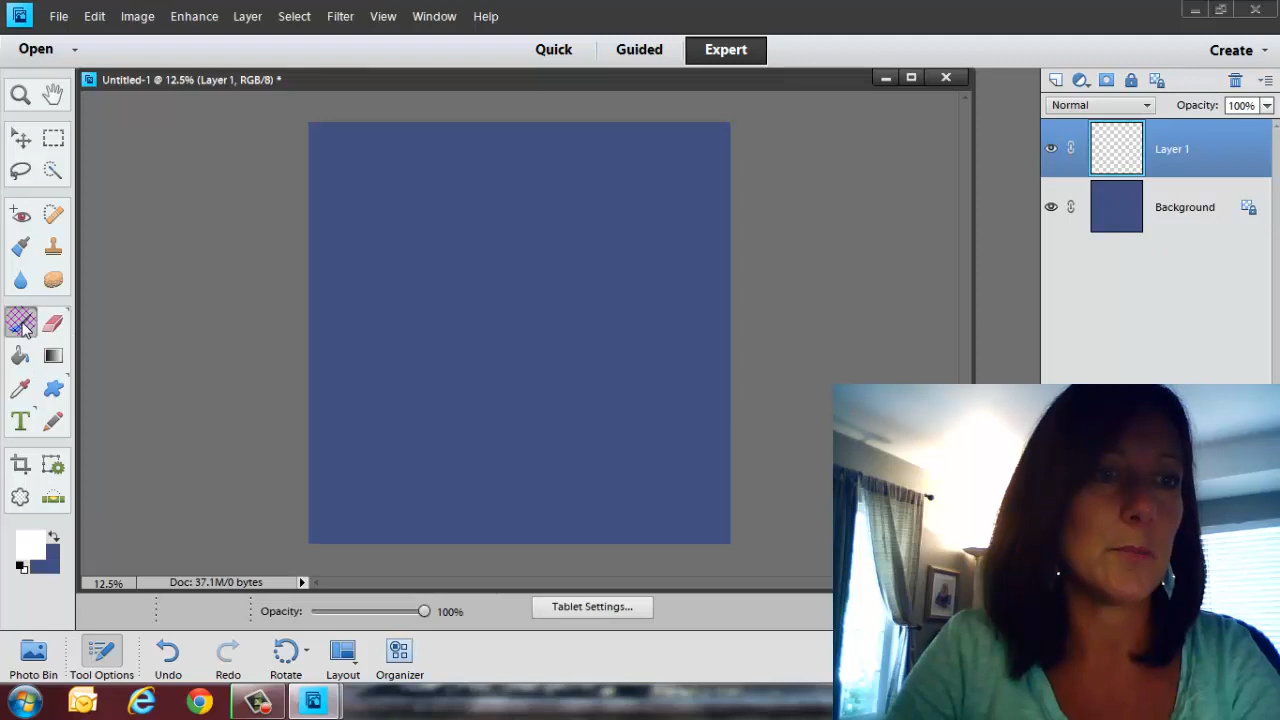 File Edit Image Enhance Layer Select Filter View Window Help
Open Quick Guided Expert Create
Untitled-1 @ 12.5% (Layer 1, RGB/8) *
Normal Opacity: 100%
Layer 1
Background
T
12.5% Doc: 37.1M/0 bytes
Opacity: 100% Tablet Settings...
Photo Bin Tool Options Undo Redo Rotate Layout Organizer